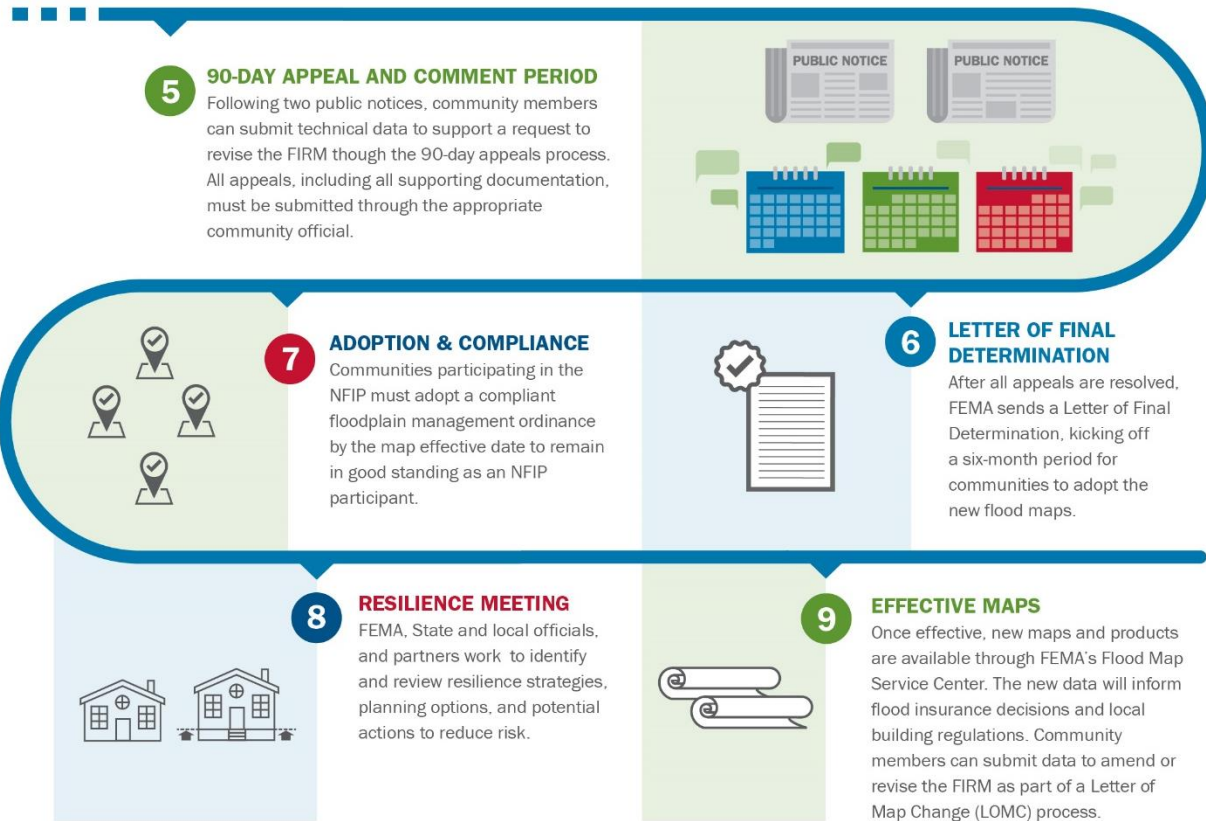 5
90-DAY APPEAL AND COMMENT PERIOD
Following two public notices, community members
can submit technical data to support a request to
revise the FIRM though the 90-day appeals process.
All appeals, including all supporting documentation,
must be submitted through the appropriate
community official.
PUBLIC NOTICE
PUBLIC NOTICE
6
LETTER OF FINAL
DETERMINATION
After all appeals are resolved,
FEMA sends a Letter of Final
Determination, kicking off
a six-month period for
communities to adopt the
new flood maps.
7
ADOPTION & COMPLIANCE
Communities participating in the
NFIP must adopt a compliant
floodplain management ordinance
by the map effective date to remain
in good standing as an NFIP
participant.
8
RESILIENCE MEETING
FEMA, State and local officials,
and partners work to identify
and review resilience strategies,
planning options, and potential
actions to reduce risk.
9
EFFECTIVE MAPS
Once effective, new maps and products
are available through FEMA's Flood Map
Service Center. The new data will inform
flood insurance decisions and local
building regulations. Community
members can submit data to amend or
revise the FIRM as part of a Letter of
Map Change (LOMC) process.